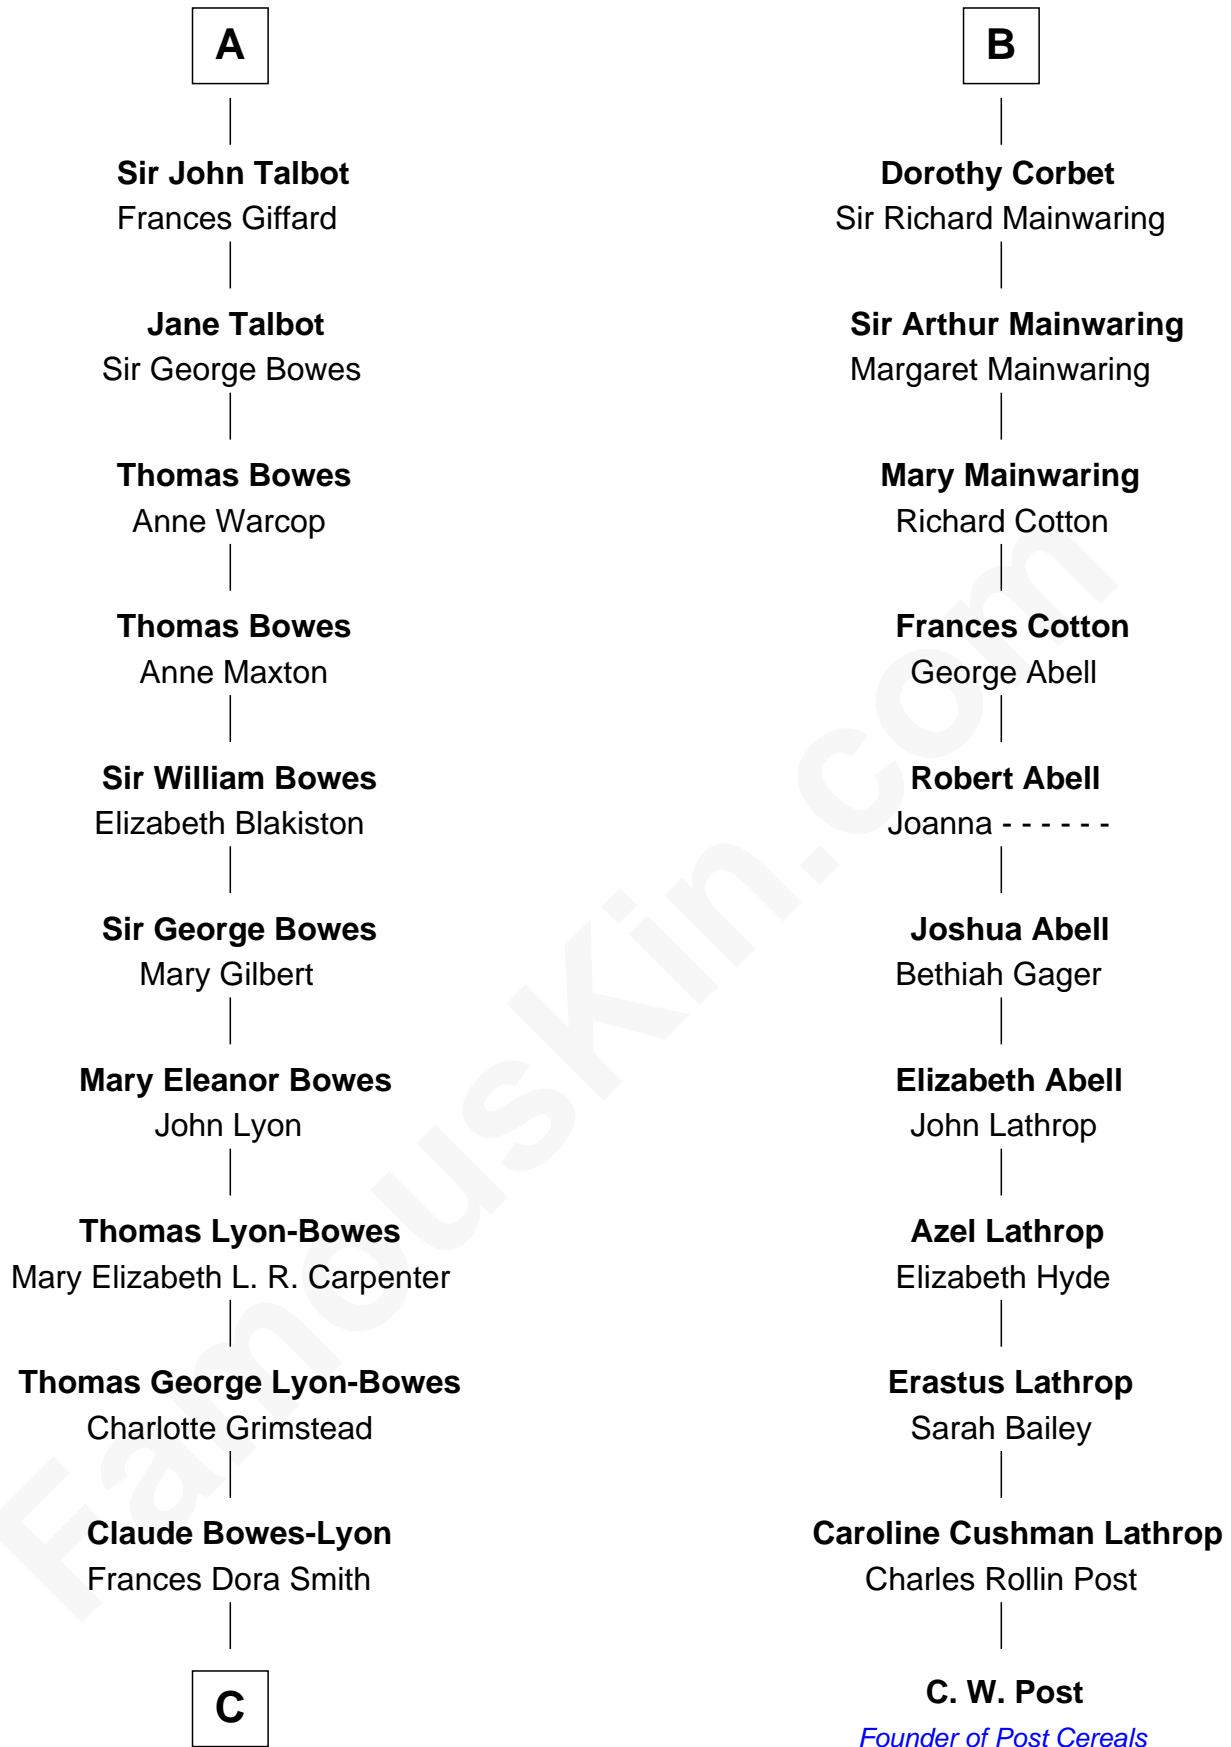 A
Sir John Talbot
Frances Giffard
Jane Talbot
Sir George Bowes
Thomas Bowes
Anne Warcop
Thomas Bowes
Anne Maxton
Sir William Bowes
Elizabeth Blakiston
Sir George Bowes
Mary Gilbert
Mary Eleanor Bowes
John Lyon
Thomas Lyon-Bowes
Mary Elizabeth L. R. Carpenter
Thomas George Lyon-Bowes
Charlotte Grimstead
Claude Bowes-Lyon
Frances Dora Smith
C
B
Dorothy Corbet
Sir Richard Mainwaring
Sir Arthur Mainwaring
Margaret Mainwaring
Mary Mainwaring
Richard Cotton
Frances Cotton
George Abell
Robert Abell
Joanna - - - - - -
Joshua Abell
Bethiah Gager
Elizabeth Abell
John Lathrop
Azel Lathrop
Elizabeth Hyde
Erastus Lathrop
Sarah Bailey
Caroline Cushman Lathrop
Charles Rollin Post
C. W. Post
Founder of Post Cereals
FamousKin.com